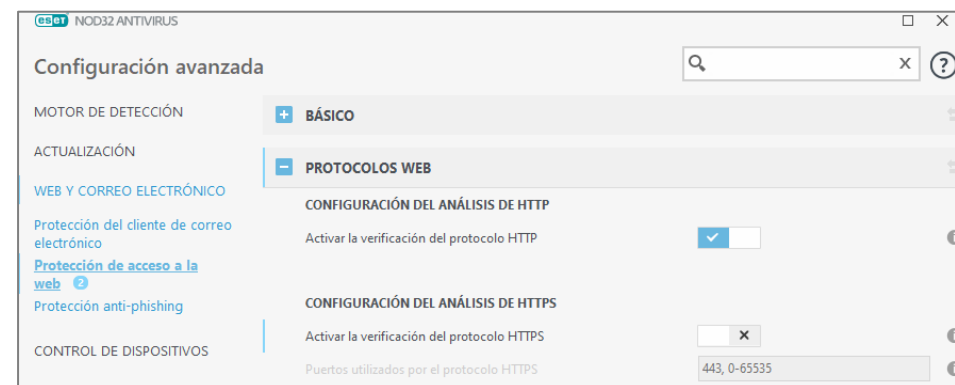 eset NOD32 ANTIVIRUS
Configuración avanzada
MOTOR DE DETECCIÓN
ACTUALIZACIÓN
WEB Y CORREO ELECTRÓNICO
Protección del cliente de correo
electrónico
Protección de acceso a la
web 2
Protección anti-phishing
CONTROL DE DISPOSITIVOS
BÁSICO
PROTOCOLOS WEB
CONFIGURACIÓN DEL ANÁLISIS DE HTTP
Activar la verificación del protocolo HTTP
CONFIGURACIÓN DEL ANÁLISIS DE HTTPS
Activar la verificación del protocolo HTTPS
Puertos utilizados por el protocolo HTTPS 443, 0-65535